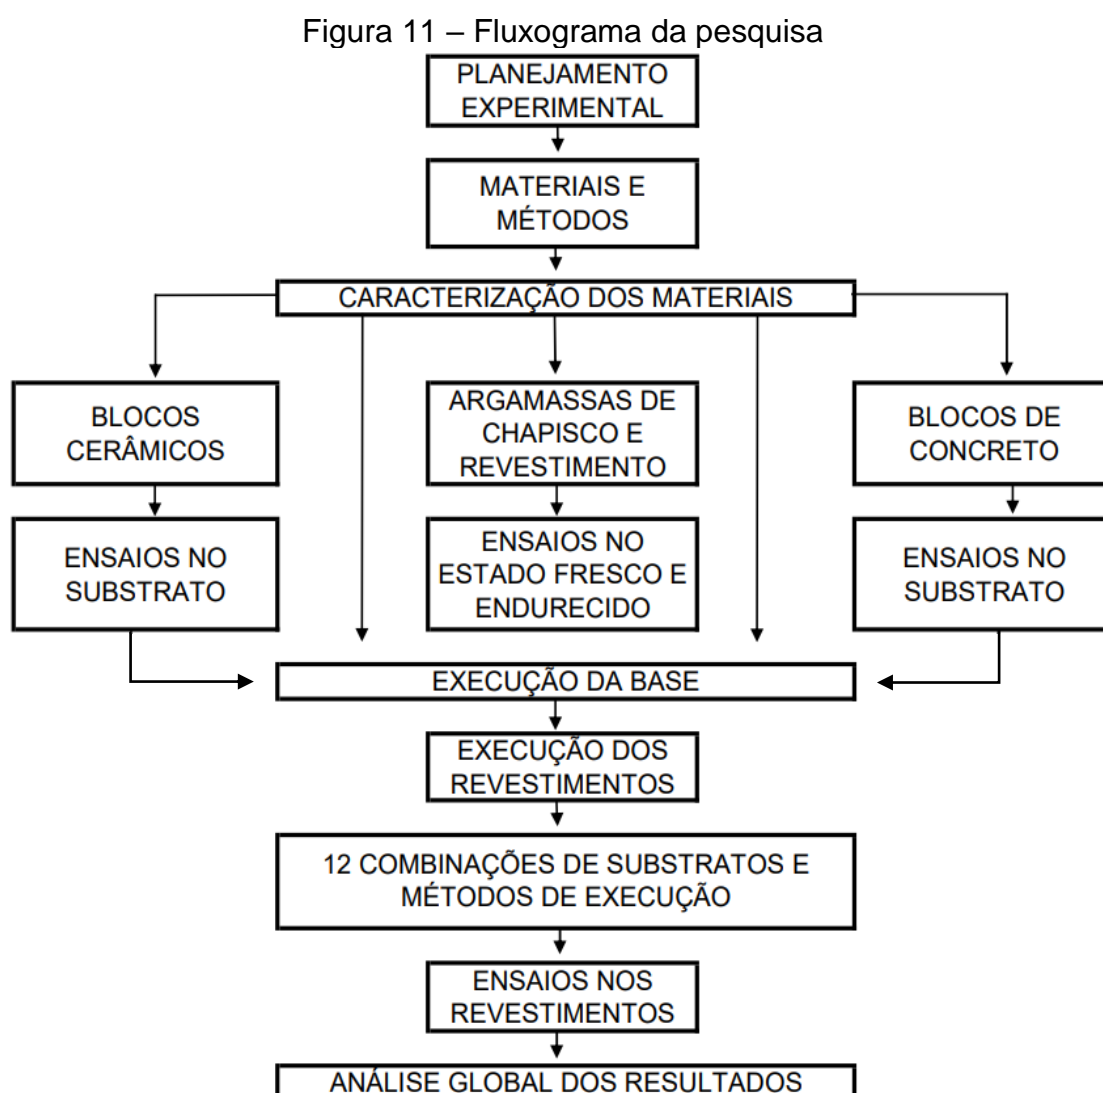 Figura 11 – Fluxograma da pesquisa
PLANEJAMENTO
EXPERIMENTAL
MATERIAIS E
MÉTODOS
CARACTERIZAÇÃO DOS MATERIAIS
BLOCOS
CERÂMICOS
ARGAMASSAS DE
CHAPISCO E
REVESTIMENTO
BLOCOS DE
CONCRETO
ENSAIOS NO
SUBSTRATO
ENSAIOS NO
ESTADO FRESCO E
ENDURECIDO
ENSAIOS NO
SUBSTRATO
EXECUÇÃO DA BASE
EXECUÇÃO DOS
REVESTIMENTOS
12 COMBINAÇÕES DE SUBSTRATOS E
MÉTODOS DE EXECUÇÃO
ENSAIOS NOS
REVESTIMENTOS
ANÁLISE GLOBAL DOS RESULTADOS